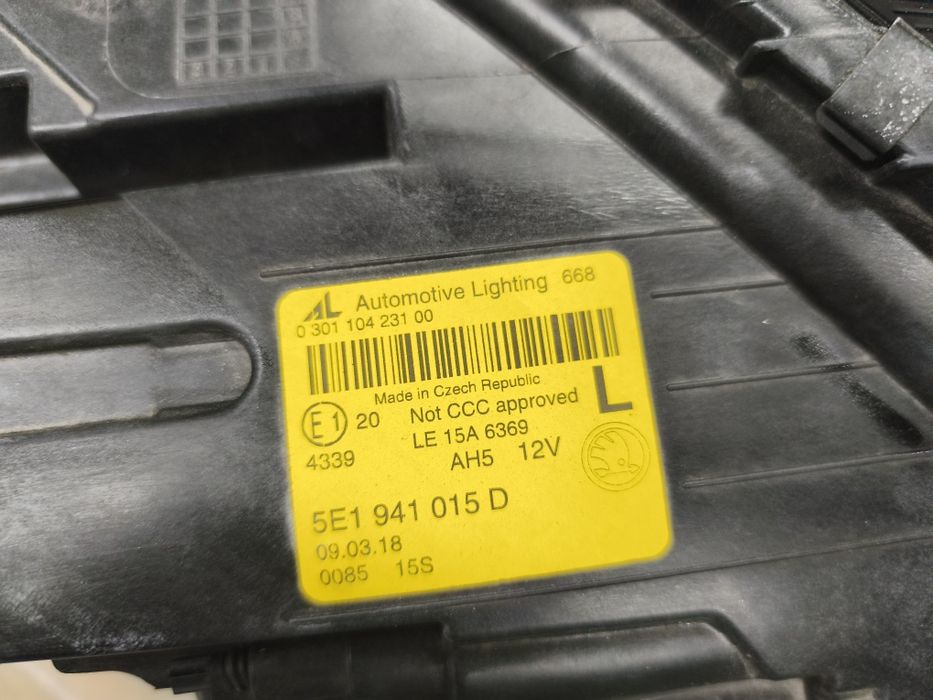 AL Automotive Lighting 668
0 301 104 231 00
Made in Czech Republic
E1 20 Not CCC approved L
4339 LE 15A 6369
AH5 12V
5E1 941 015 D
09.03.18
0085 15S